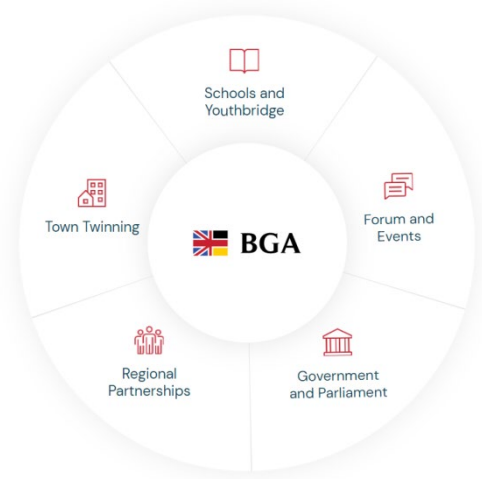 Schools and
Youthbridge
Forum and
Events
Town Twinning
BGA
Regional
Partnerships
Government
and Parliament